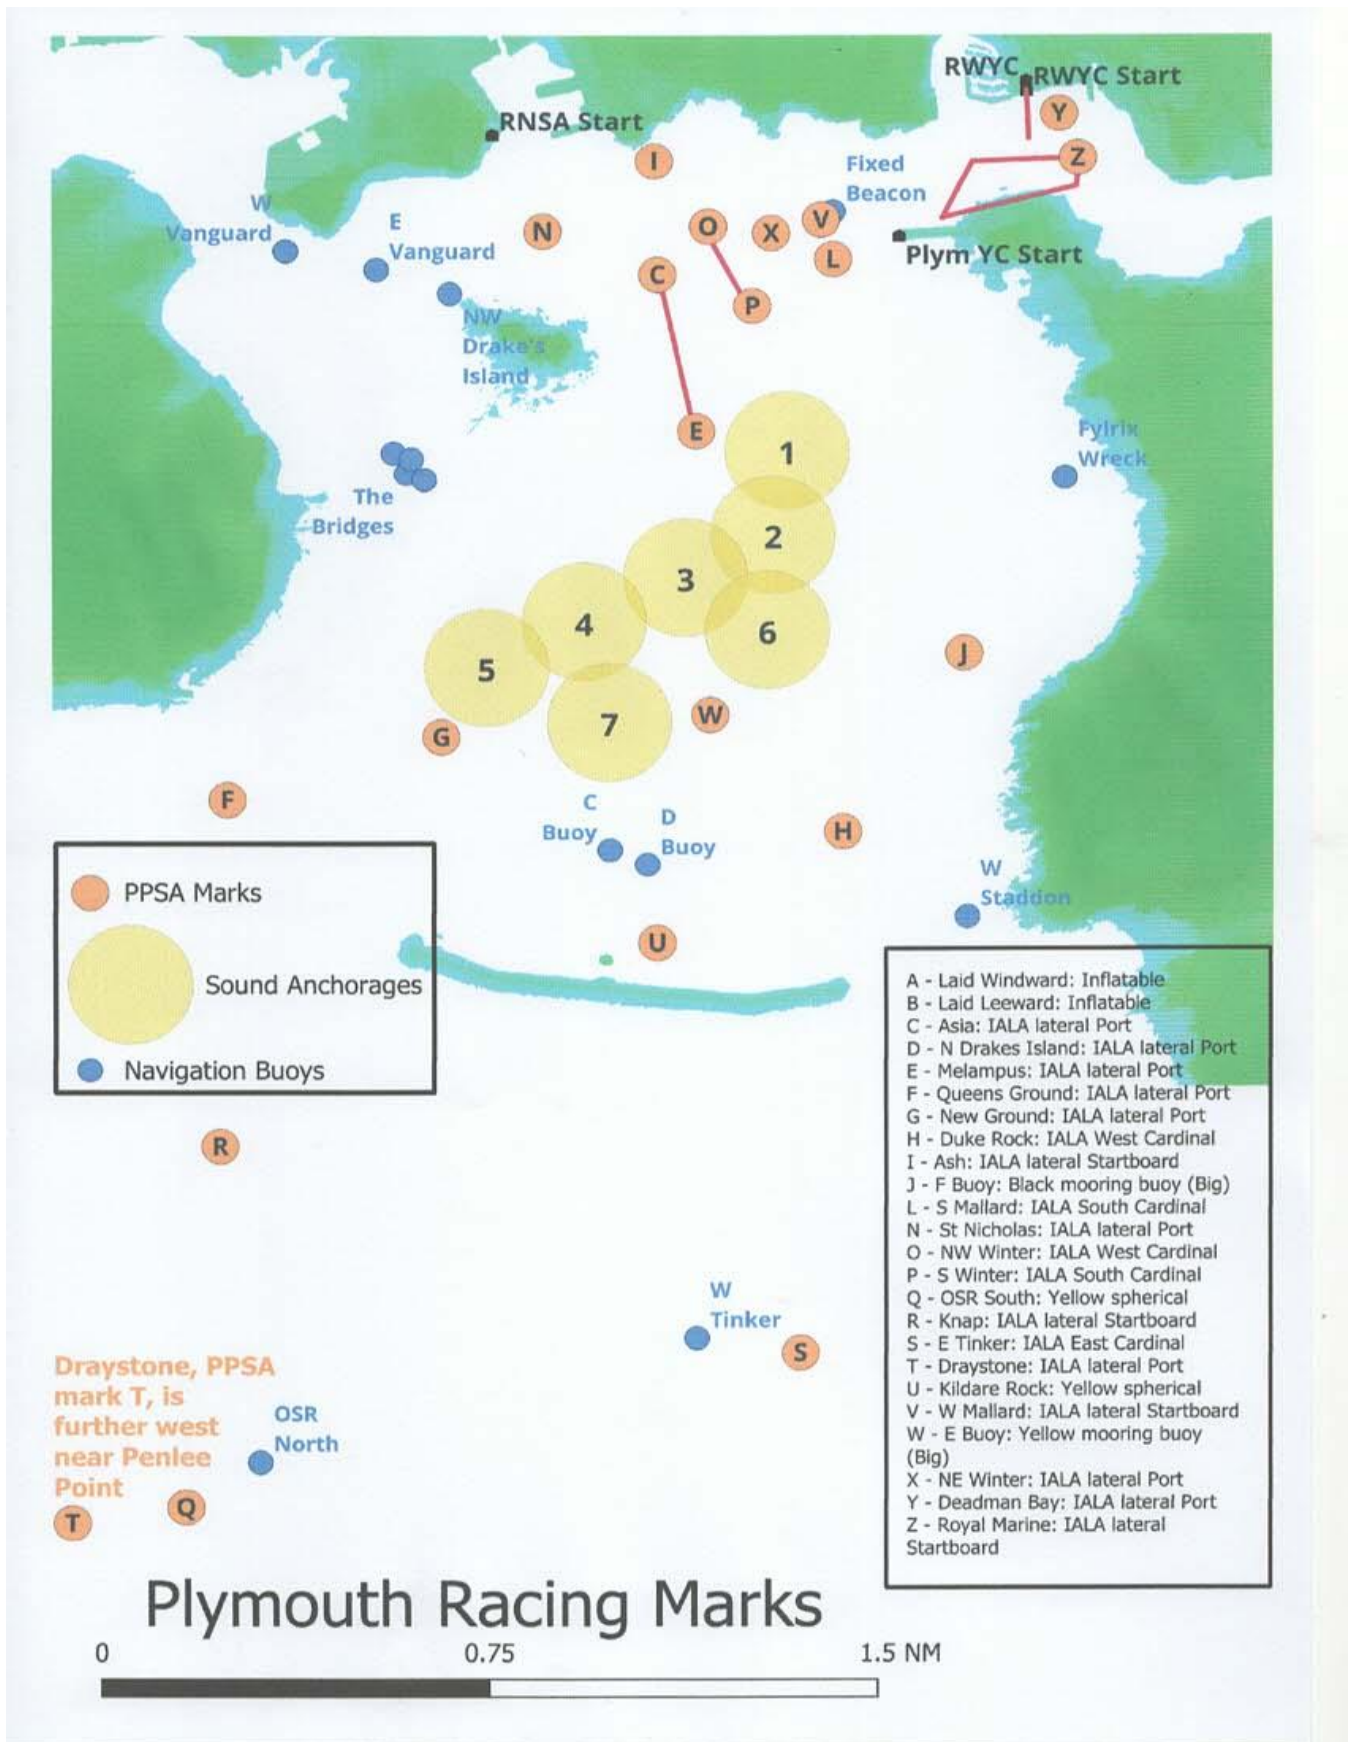 RWYC
RWYC Start
Y
RNSA Start
I
Z
Fixed
Beacon
W
Vanguard
E
Vanguard
N
O
X
V
L
Plym YC Start
C
P
NW
Drake's
Island
E
1
Fylrix
Wreck
The
Bridges
2
3
4
6
5
J
7
W
G
F
C
Buoy
D
Buoy
H
W
Staddon
U
PPSA Marks
Sound Anchorages
Navigation Buoys
A - Laid Windward: Inflatable
B - Laid Leeward: Inflatable
C - Asia: IALA lateral Port
D - N Drakes Island: IALA lateral Port
E - Melampus: IALA lateral Port
F - Queens Ground: IALA lateral Port
G - New Ground: IALA lateral Port
H - Duke Rock: IALA West Cardinal
I - Ash: IALA lateral Startboard
J - F Buoy: Black mooring buoy (Big)
L - S Mallard: IALA South Cardinal
N - St Nicholas: IALA lateral Port
O - NW Winter: IALA West Cardinal
P - S Winter: IALA South Cardinal
Q - OSR South: Yellow spherical
R - Knap: IALA lateral Startboard
S - E Tinker: IALA East Cardinal
T - Draystone: IALA lateral Port
U - Kildare Rock: Yellow spherical
V - W Mallard: IALA lateral Startboard
W - E Buoy: Yellow mooring buoy
(Big)
X - NE Winter: IALA lateral Port
Y - Deadman Bay: IALA lateral Port
Z - Royal Marine: IALA lateral
Startboard
R
W
Tinker
S
Draystone, PPSA
mark T, is
further west
near Penlee
Point
OSR
North
Q
T
Plymouth Racing Marks
0
0.75
1.5 NM